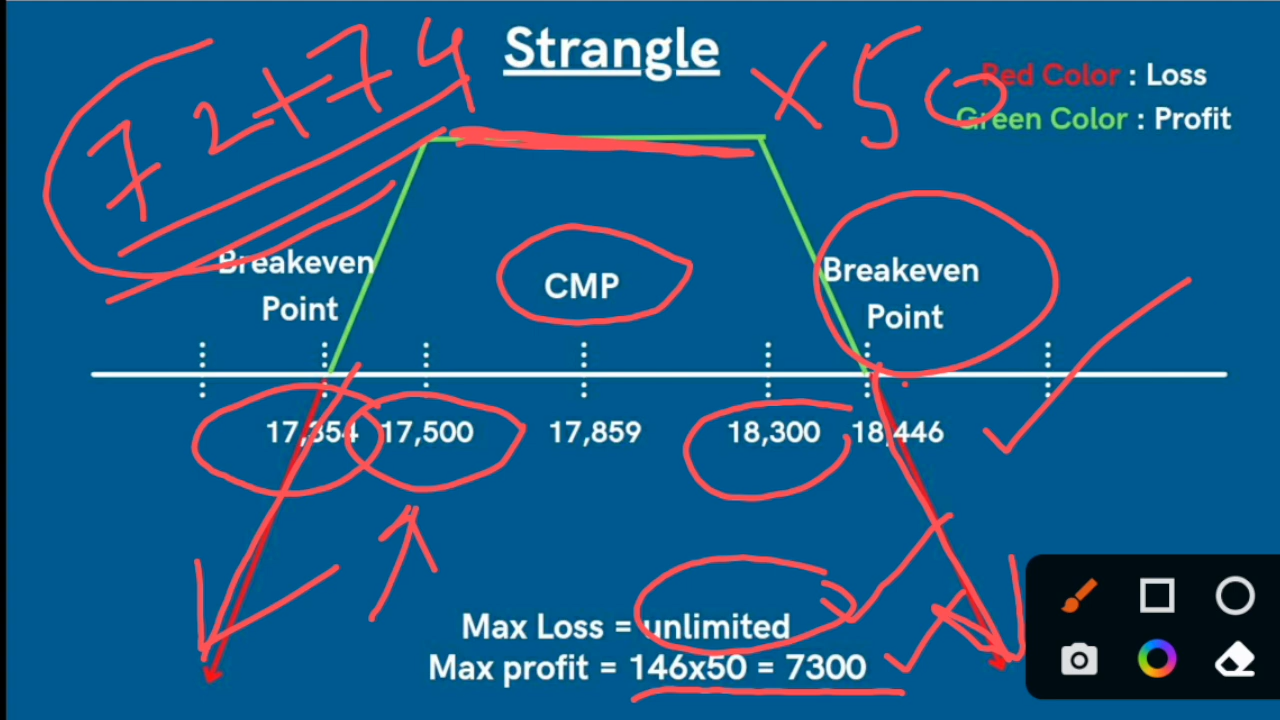 Strangle
72+74 x 50
Red Color : Loss
Green Color : Profit
Breakeven
Point
CMP
Breakeven
Point
17,354 17,500 17,859 18,300 18,446
Max Loss = unlimited
Max profit = 146x50 = 7300